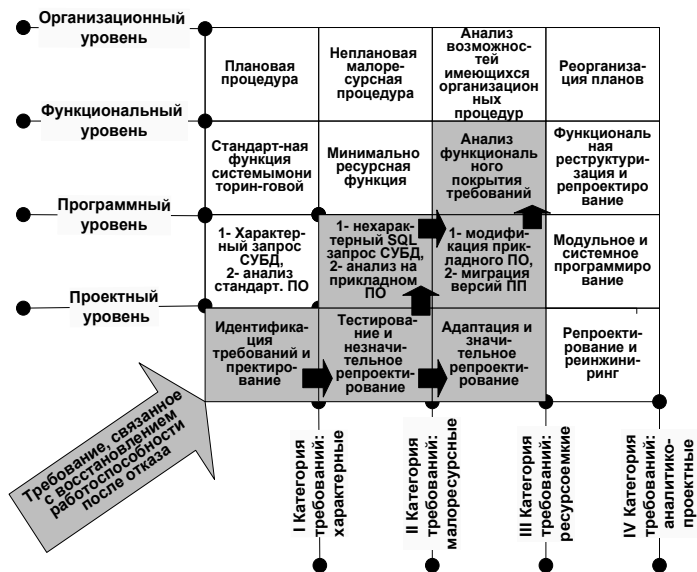 Организационный
уровень
Плановая
процедура
Неплановая
малоре-
сурсная
процедура
Анализ
возможнос-
тей
имеющихся
организацион
ных
процедур
Реорганиза-
ция планов
Функциональный
уровень
Стандарт-ная
функция
системымони
торин-говой
Минимально
ресурсная
функция
Анализ
функциональ
ного
покрытия
требований
Функциональ
ная
реструктури-
зация и
репроектиро
вание
Программный
уровень
1- Характер-
ный запрос
СУБД,
2- анализ
стандарт. ПО
1- нехарак-
терный SQL
запрос СУБД,
2- анализ на
прикладном
ПО
1- модифи-
кация прик-
ладного ПО,
2- миграция
версий ПП
Модульное и
системное
программиро
вание
Проектный
уровень
Идентифика-
ция
требований и
пректиро-
вание
Тестирова-
ние и
незначи-
тельное
репроекти-
рование
Адаптация и
значитель-
ное
репроекти-
рование
Репроекти-
рование и
реинжини-
ринг
Требование, связанное
с восстановлением
работоспособности
после отказа
I Категория
требований:
характерные
II Категория
требований:
малоресурсные
III Категория
требований:
ресурсоемкие
IV Категория
требований:
аналитико-
проектные